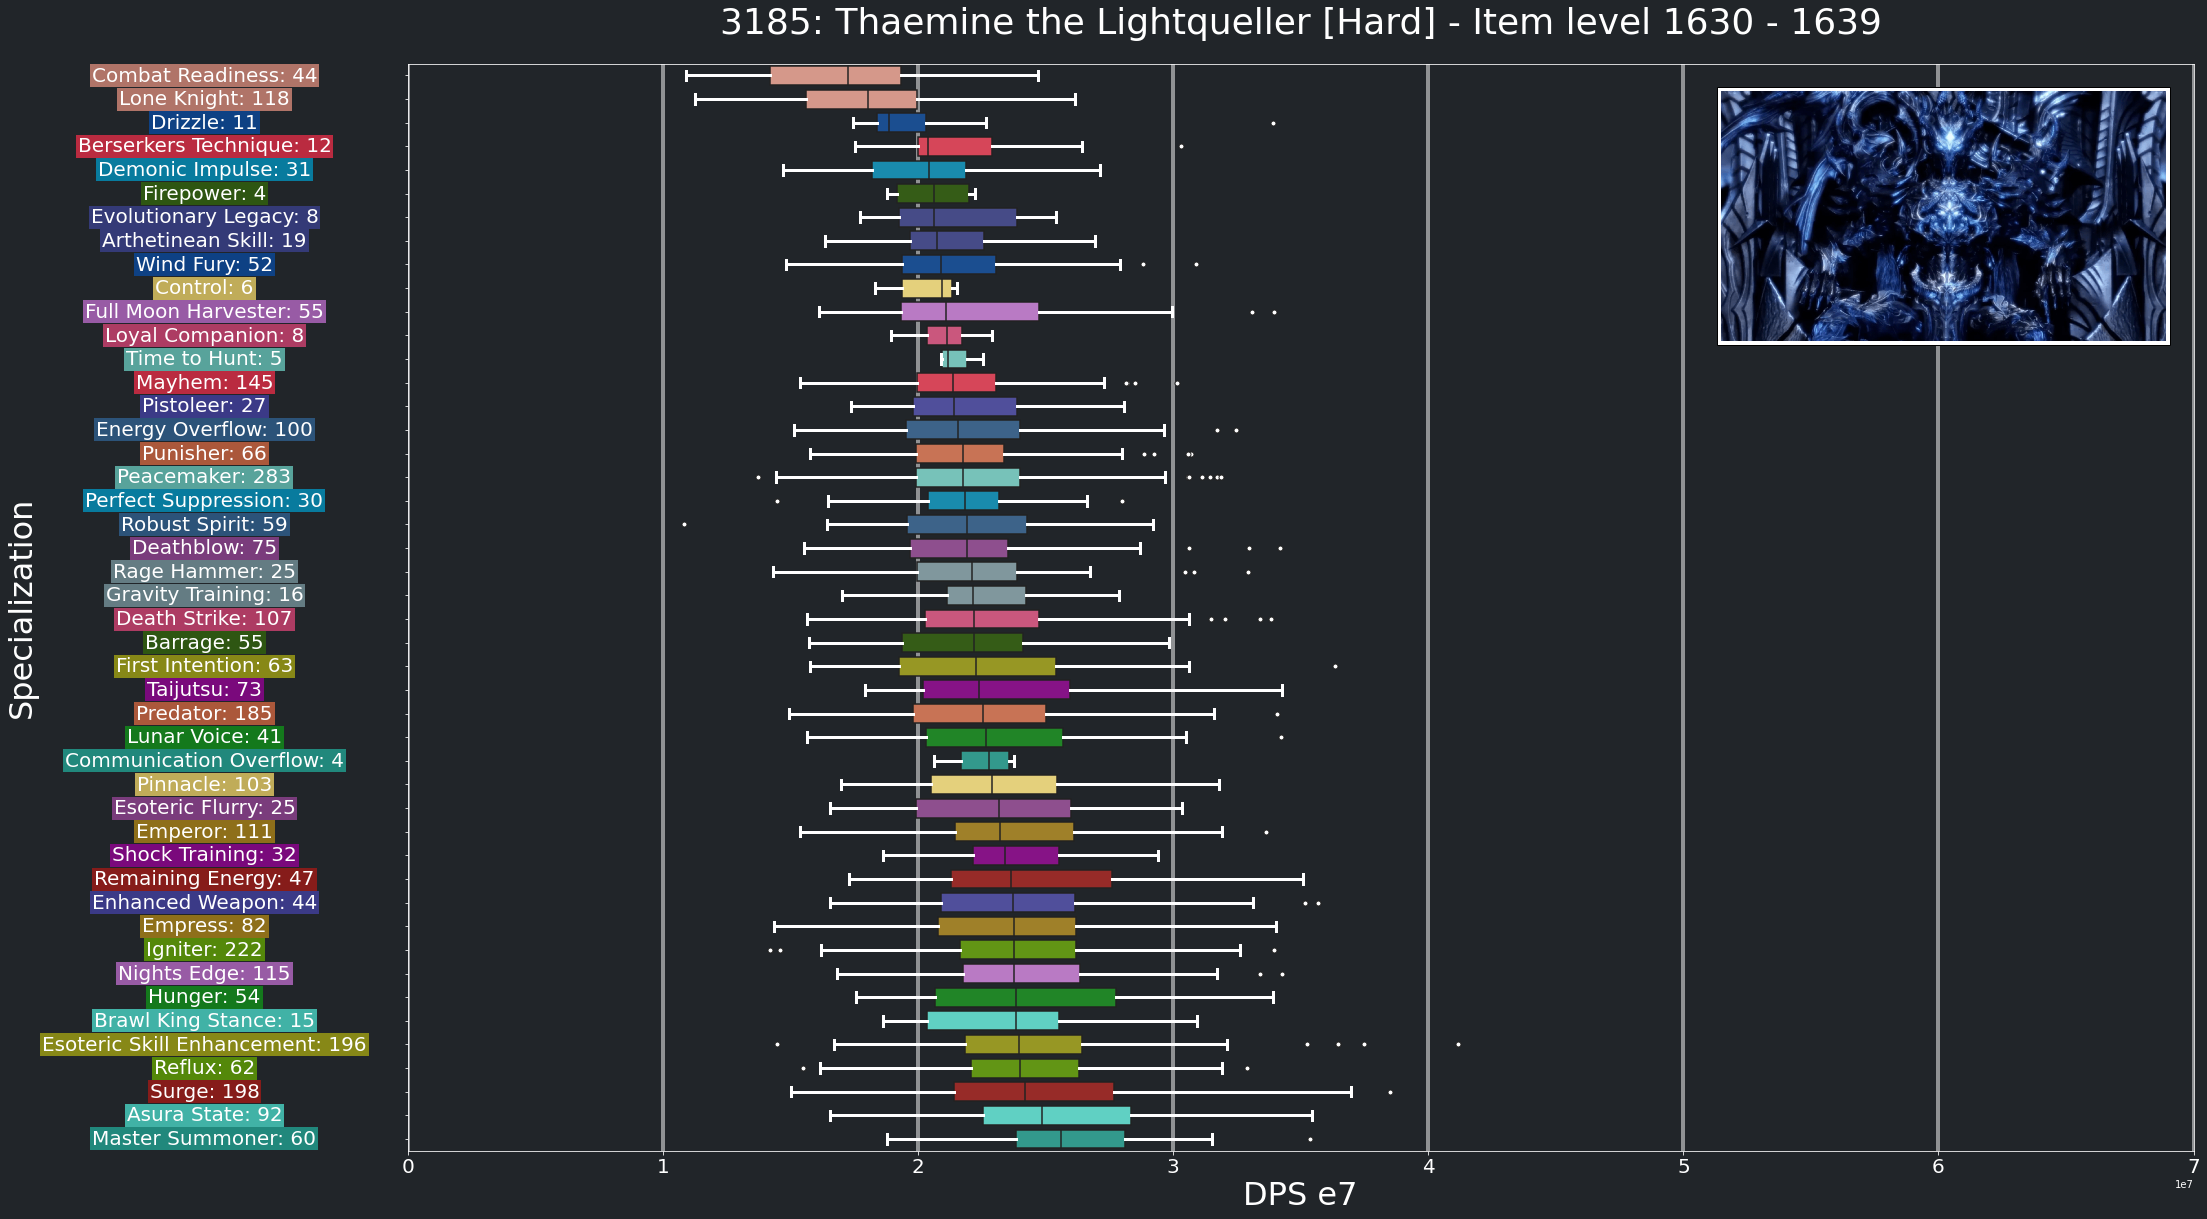 3185: Thaemine the Lightqueller [Hard] - Item level 1630 - 1639
Combat Readiness: 44
Lone Knight: 118
Drizzle: 11
Berserkers Technique: 12
Demonic Impulse: 31
Firepower: 4
Evolutionary Legacy: 8
Arthetinean Skill: 19
Wind Fury: 52
Control: 6
Full Moon Harvester: 55
Loyal Companion: 8
Time to Hunt: 5
Mayhem: 145
Pistoleer: 27
Energy Overflow: 100
Punisher: 66
Peacemaker: 283
Perfect Suppression: 30
Robust Spirit: 59
Deathblow: 75
Rage Hammer: 25
Gravity Training: 16
Death Strike: 107
Barrage: 55
First Intention: 63
Taijutsu: 73
Predator: 185
Lunar Voice: 41
Communication Overflow: 4
Pinnacle: 103
Esoteric Flurry: 25
Emperor: 111
Shock Training: 32
Remaining Energy: 47
Enhanced Weapon: 44
Empress: 82
Igniter: 222
Nights Edge: 115
Hunger: 54
Brawl King Stance: 15
Esoteric Skill Enhancement: 196
Reflux: 62
Surge: 198
Asura State: 92
Master Summoner: 60
Specialization
0 1 2 3 4 5 6 7
1e7
DPS e7